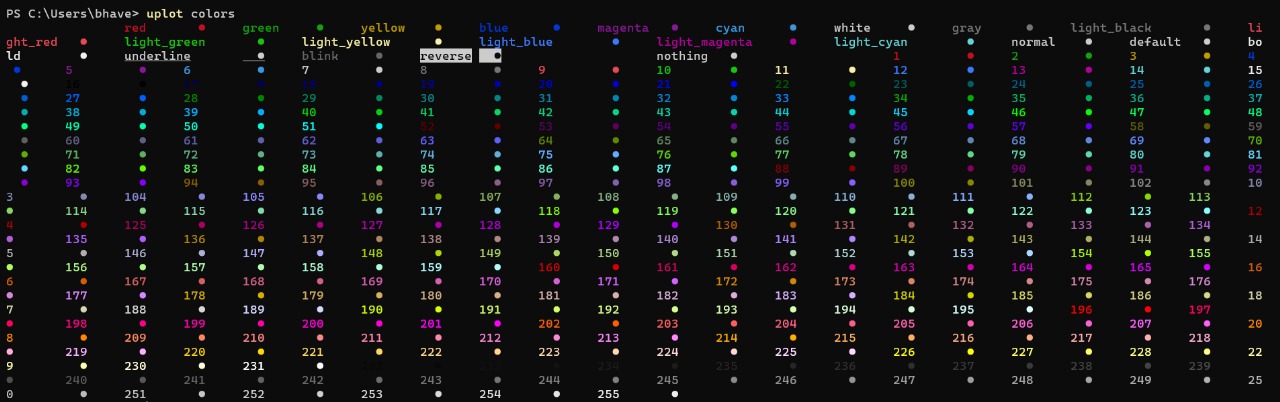 PS C:\Users\bhave> uplot colors
red ● green ● yellow ● blue ● magenta ● cyan ● white ● gray ● light_black ● li
ght_red ● light_green ● light_yellow ● light_blue ● light_magenta ● light_cyan ● normal ● default ● bo
ld ● underline ● blink ● reverse ● nothing ● 1 ● 2 ● 3 ● 4
● 5 ● 6 ● 7 ● 8 ● 9 ● 10 ● 11 ● 12 ● 13 ● 14 ● 15
● 19 ● 20 ● 21 ● 22 ● 23 ● 24 ● 25 ● 26
● 27 ● 28 ● 29 ● 30 ● 31 ● 32 ● 33 ● 34 ● 35 ● 36 ● 37
● 38 ● 39 ● 40 ● 41 ● 42 ● 43 ● 44 ● 45 ● 46 ● 47 ● 48
● 49 ● 50 ● 51 ● 52 ● 53 ● 54 ● 55 ● 56 ● 57 ● 58 ● 59
● 60 ● 61 ● 62 ● 63 ● 64 ● 65 ● 66 ● 67 ● 68 ● 69 ● 70
● 71 ● 72 ● 73 ● 74 ● 75 ● 76 ● 77 ● 78 ● 79 ● 80 ● 81
● 82 ● 83 ● 84 ● 85 ● 86 ● 87 ● 88 ● 89 ● 90 ● 91 ● 92
● 93 ● 94 ● 95 ● 96 ● 97 ● 98 ● 99 ● 100 ● 101 ● 102 ● 10
3 ● 104 ● 105 ● 106 ● 107 ● 108 ● 109 ● 110 ● 111 ● 112 ● 113
● 114 ● 115 ● 116 ● 117 ● 118 ● 119 ● 120 ● 121 ● 122 ● 123 ● 12
4 ● 125 ● 126 ● 127 ● 128 ● 129 ● 130 ● 131 ● 132 ● 133 ● 134
● 135 ● 136 ● 137 ● 138 ● 139 ● 140 ● 141 ● 142 ● 143 ● 144 ● 14
5 ● 146 ● 147 ● 148 ● 149 ● 150 ● 151 ● 152 ● 153 ● 154 ● 155
● 156 ● 157 ● 158 ● 159 ● 160 ● 161 ● 162 ● 163 ● 164 ● 165 ● 16
6 ● 167 ● 168 ● 169 ● 170 ● 171 ● 172 ● 173 ● 174 ● 175 ● 176
● 177 ● 178 ● 179 ● 180 ● 181 ● 182 ● 183 ● 184 ● 185 ● 186 ● 18
7 ● 188 ● 189 ● 190 ● 191 ● 192 ● 193 ● 194 ● 195 ● 196 ● 197
● 198 ● 199 ● 200 ● 201 ● 202 ● 203 ● 204 ● 205 ● 206 ● 207 ● 20
8 ● 209 ● 210 ● 211 ● 212 ● 213 ● 214 ● 215 ● 216 ● 217 ● 218
● 219 ● 220 ● 221 ● 222 ● 223 ● 224 ● 225 ● 226 ● 227 ● 228 ● 22
9 ● 230 ● 231 ● 234 ● 235 ● 236 ● 237 ● 238 ● 239
● 240 ● 241 ● 242 ● 243 ● 244 ● 245 ● 246 ● 247 ● 248 ● 249 ● 25
0 ● 251 ● 252 ● 253 ● 254 ● 255 ●